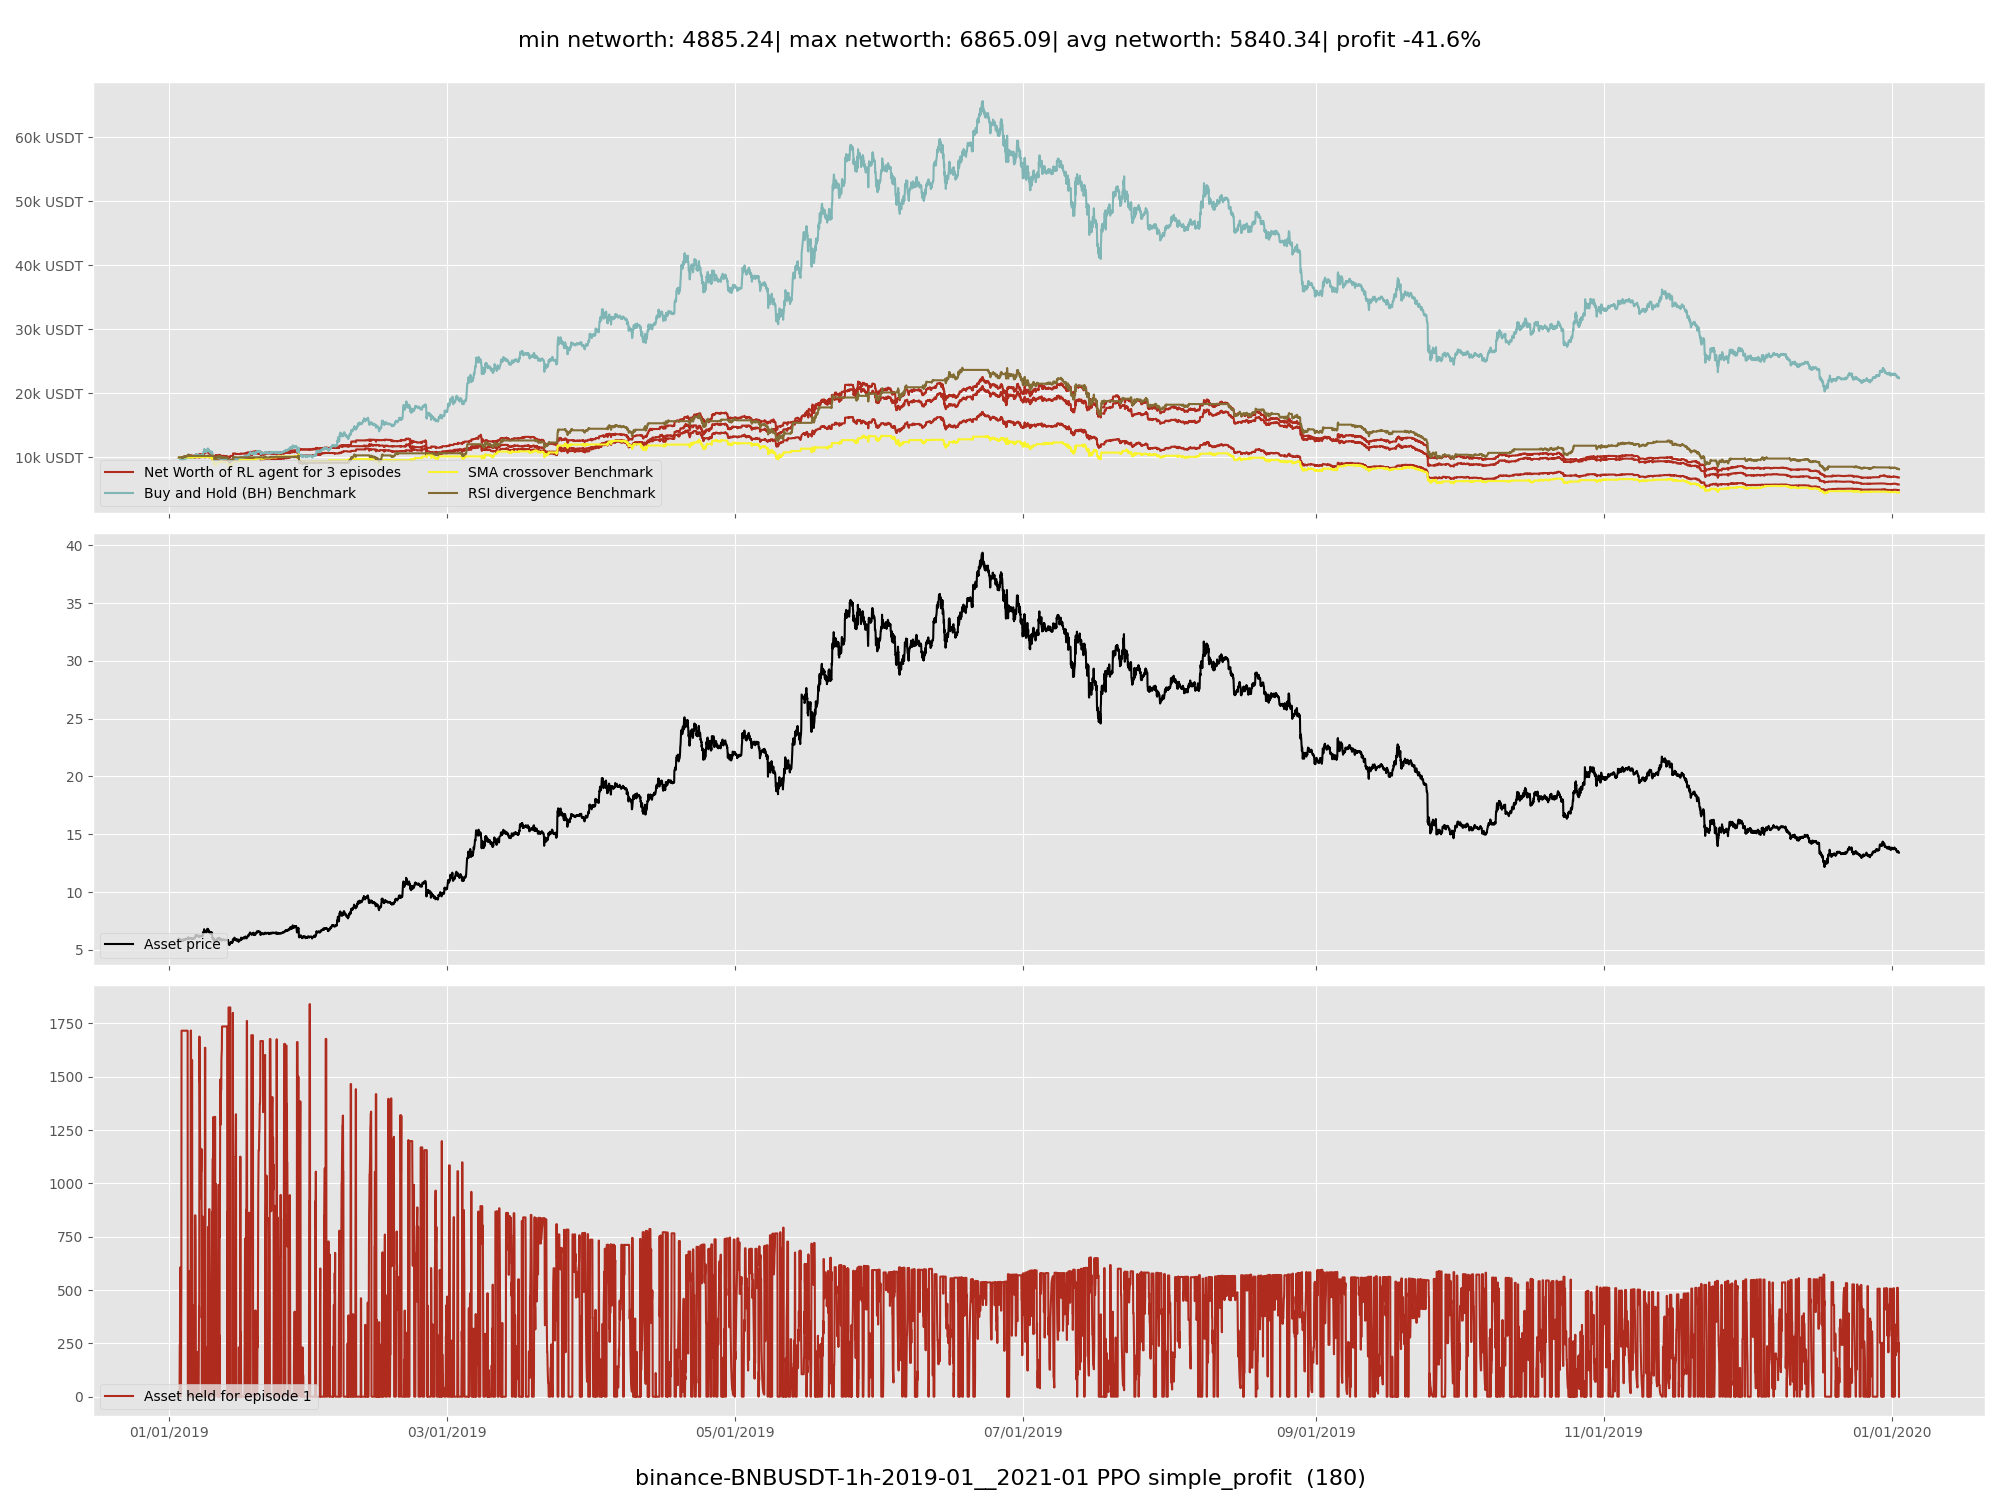 min networth: 4885.24| max networth: 6865.09| avg networth: 5840.34| profit -41.6%
60k USDT
50k USDT
40k USDT
30k USDT
20k USDT
10k USDT
Net Worth of RL agent for 3 episodes
Buy and Hold (BH) Benchmark
SMA crossover Benchmark
RSI divergence Benchmark
40
35
30
25
20
15
10
5
Asset price
1750
1500
1250
1000
750
500
250
0
Asset held for episode 1
01/01/2019 03/01/2019 05/01/2019 07/01/2019 09/01/2019 11/01/2019 01/01/2020
binance-BNBUSDT-1h-2019-01__2021-01 PPO simple_profit (180)